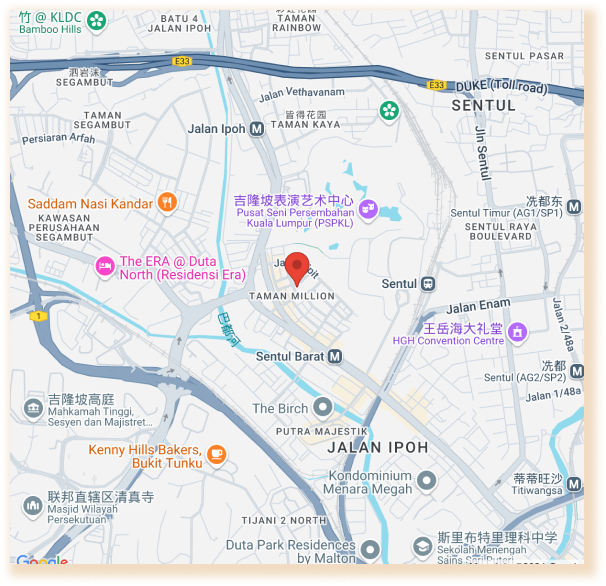 竹 @ KLDC
Bamboo Hills
BATU 4
JALAN IPOH
TAMAN
RAINBOW
E33
SENTUL PASAR
泗岩沫
SEGAMBUT
Jalan Vethavanam
E33
DUKE (Toll road)
SENTUL
TAMAN
SEGAMBUT
皆得花园
TAMAN KAYA
Jalan Ipoh
Persiaran Arfah
Jln Sentul
Saddam Nasi Kandar
吉隆坡表演艺术中心
Pusat Seni Persembahan
Kuala Lumpur (PSPKL)
冼都东
Sentul Timur (AG1/SP1)
KAWASAN
PERUSAHAAN
SEGAMBUT
SENTUL RAYA
BOULEVARD
The ERA @ Duta
North (Residensi Era)
TAMAN MILLION
Sentul
Jalan Enam
1
巴都河
王岳海大礼堂
HGH Convention Centre
Jalan 2/48a
Sentul Barat
冼都
Sentul (AG2/SP2)
Jalan 1/48a
吉隆坡高庭
Mahkamah Tinggi,
Sesyen dan Majistret...
The Birch
PUTRA MAJESTIK
JALAN IPOH
Kenny Hills Bakers,
Bukit Tunku
Kondominium
Menara Megah
蒂蒂旺沙
Titiwangsa
联邦直辖区清真寺
Masjid Wilayah
Persekutuan
TIJANI 2 NORTH
Duta Park Residences
by Malton
斯里布特里理科中学
Sekolah Menengah
Sains Seri Puteri
Google